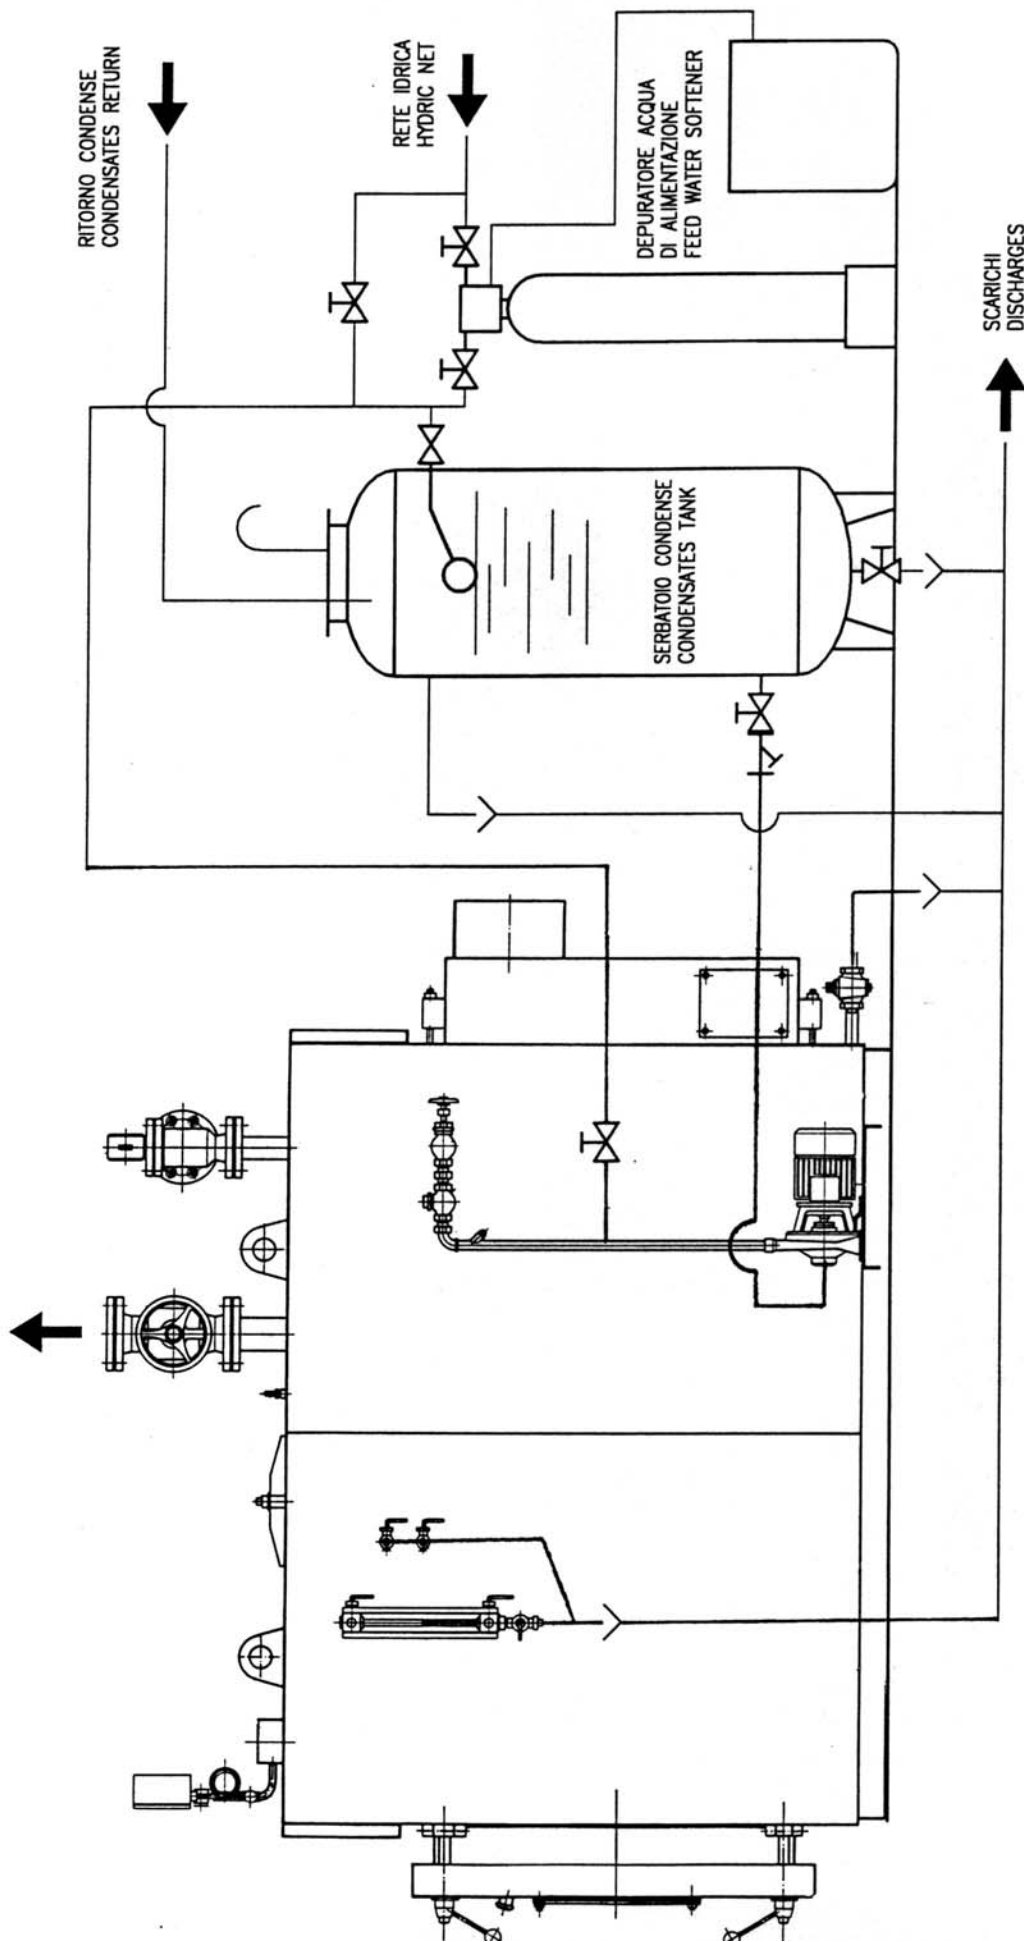 RITORNO CONDENSE
CONDENSATES RETURN
RETE IDRICA
HYDRIC NET
DEPURATORE ACQUA
DI ALIMENTAZIONE
FEED WATER SOFTENER
SERBATOIO CONDENSE
CONDENSATES TANK
SCARICHI
DISCHARGES